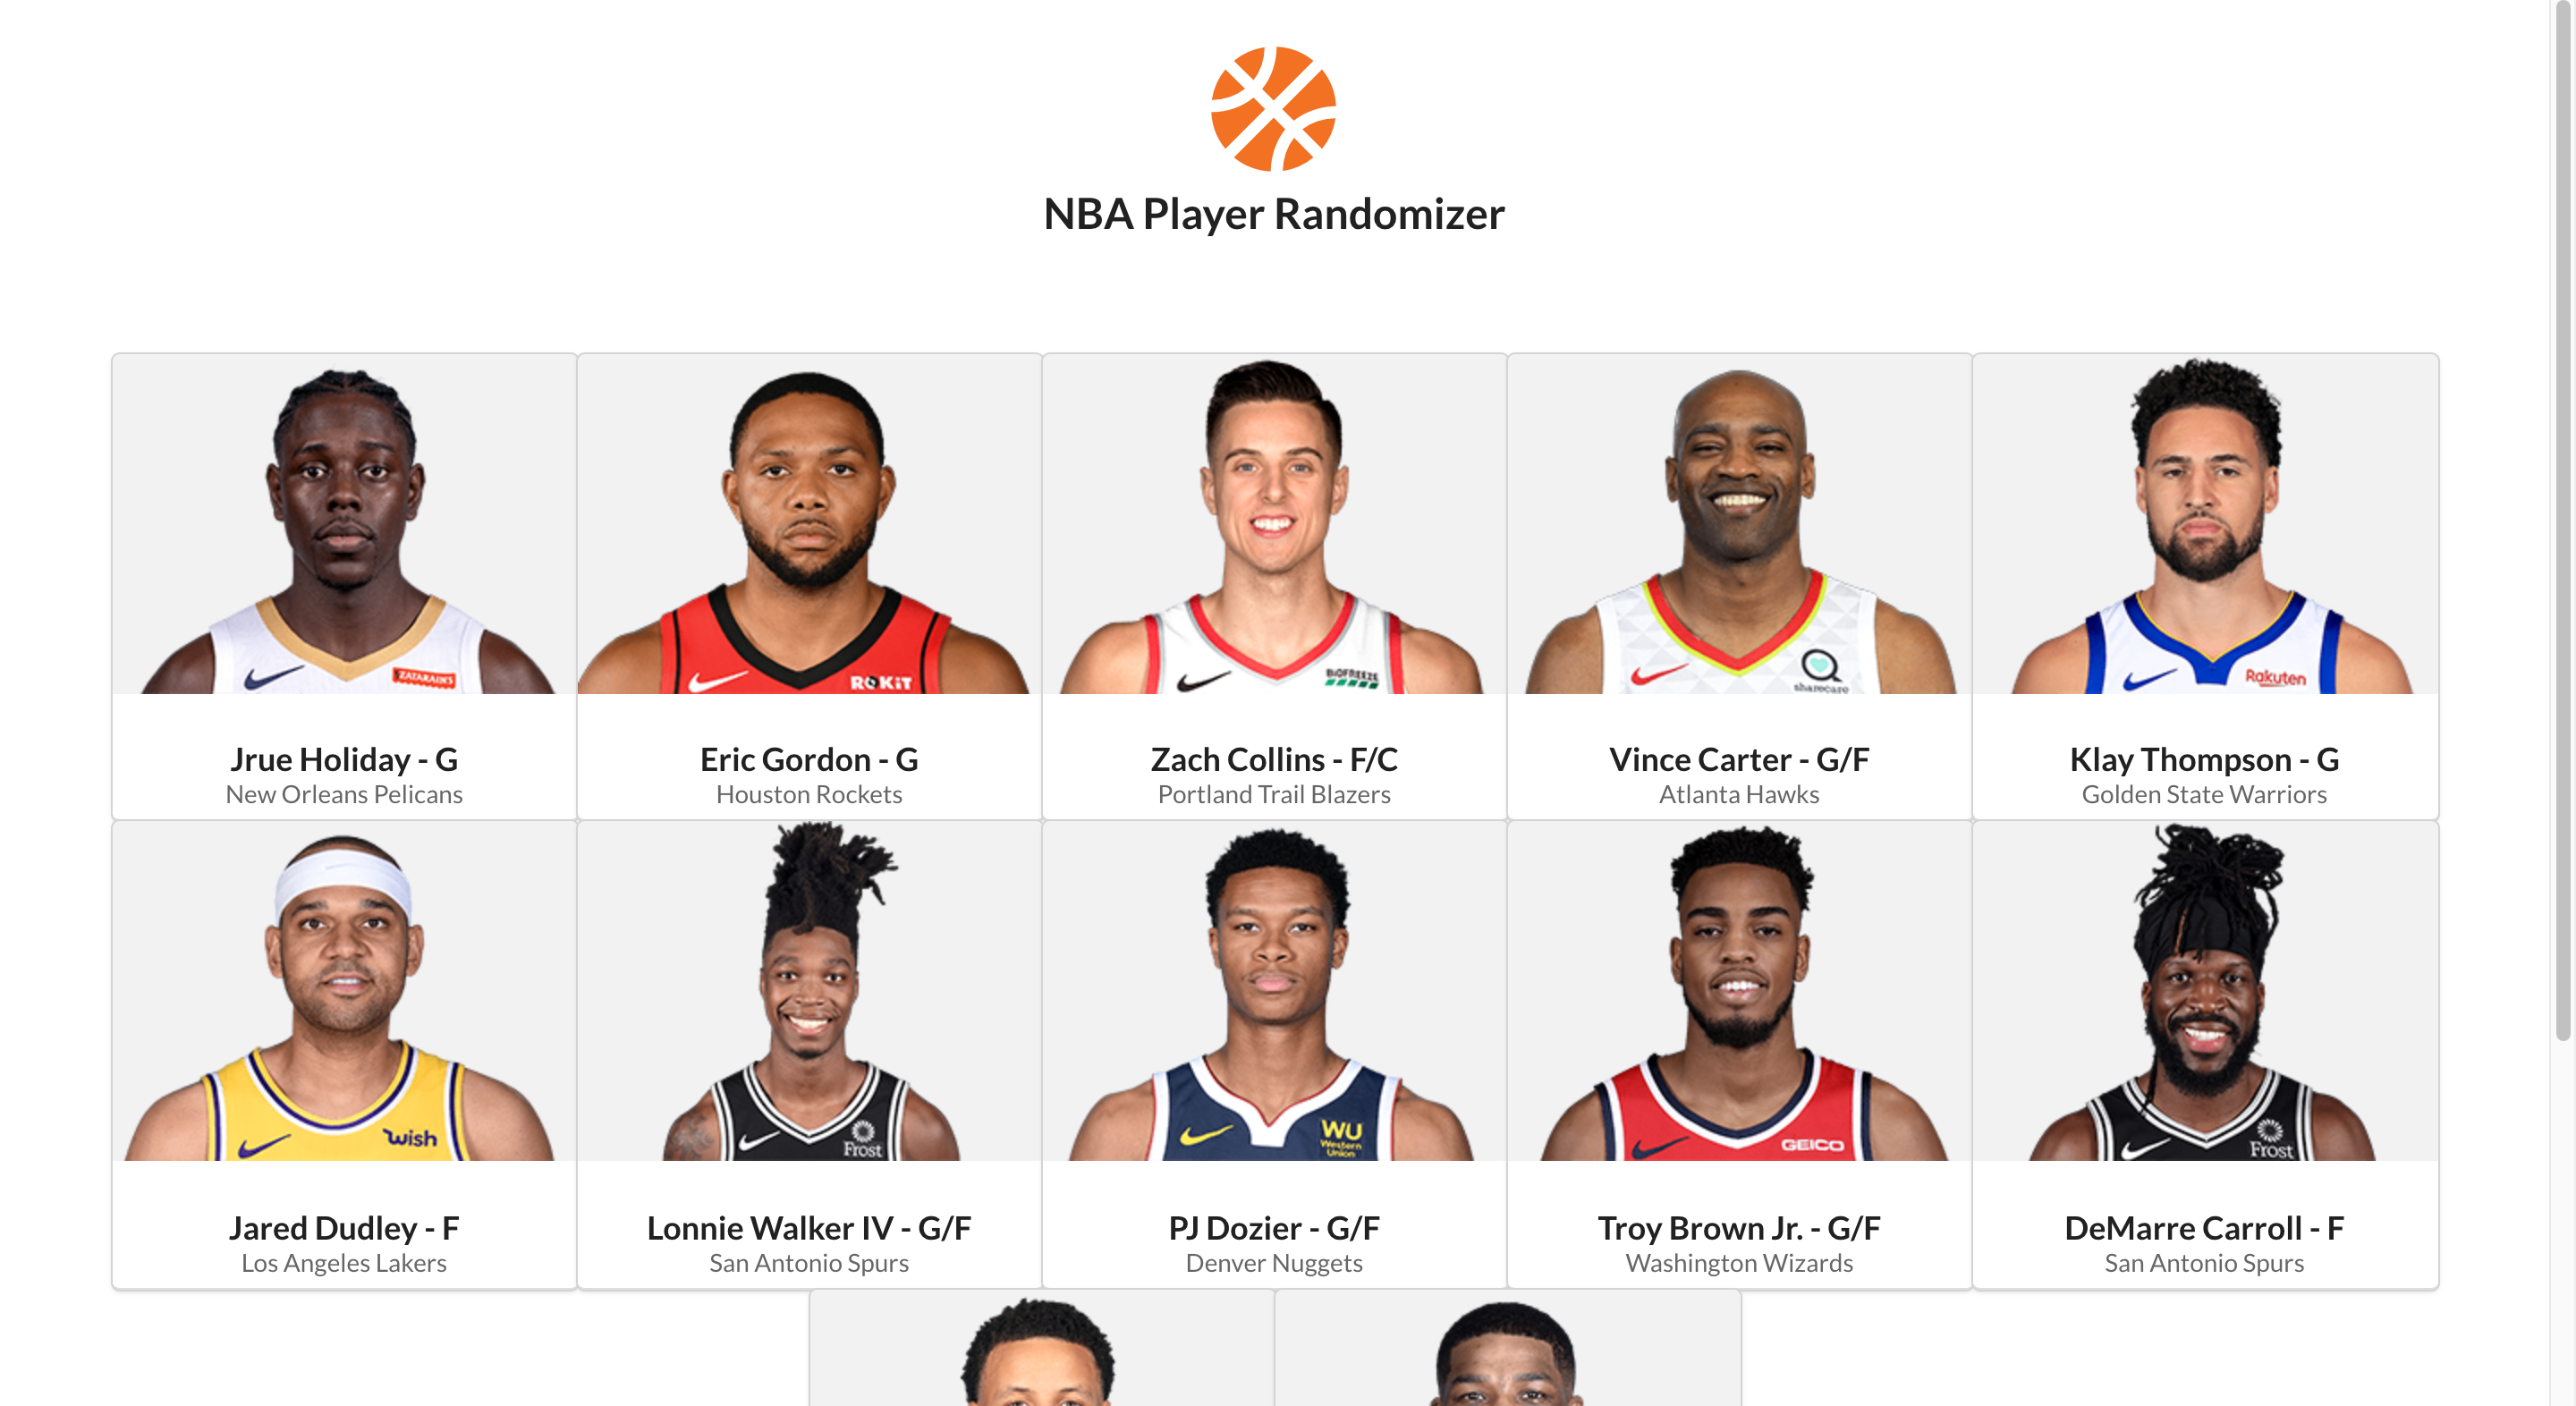 NBA Player Randomizer
ZATARAIN'S
ROKiT
BIOFREEZE
sharecare
Rakuten
Jrue Holiday - G
New Orleans Pelicans
Eric Gordon - G
Houston Rockets
Zach Collins - F/C
Portland Trail Blazers
Vince Carter - G/F
Atlanta Hawks
Klay Thompson - G
Golden State Warriors
wish
Frost
WU
Western
Union
GEICO
Frost
Jared Dudley - F
Los Angeles Lakers
Lonnie Walker IV - G/F
San Antonio Spurs
PJ Dozier - G/F
Denver Nuggets
Troy Brown Jr. - G/F
Washington Wizards
DeMarre Carroll - F
San Antonio Spurs